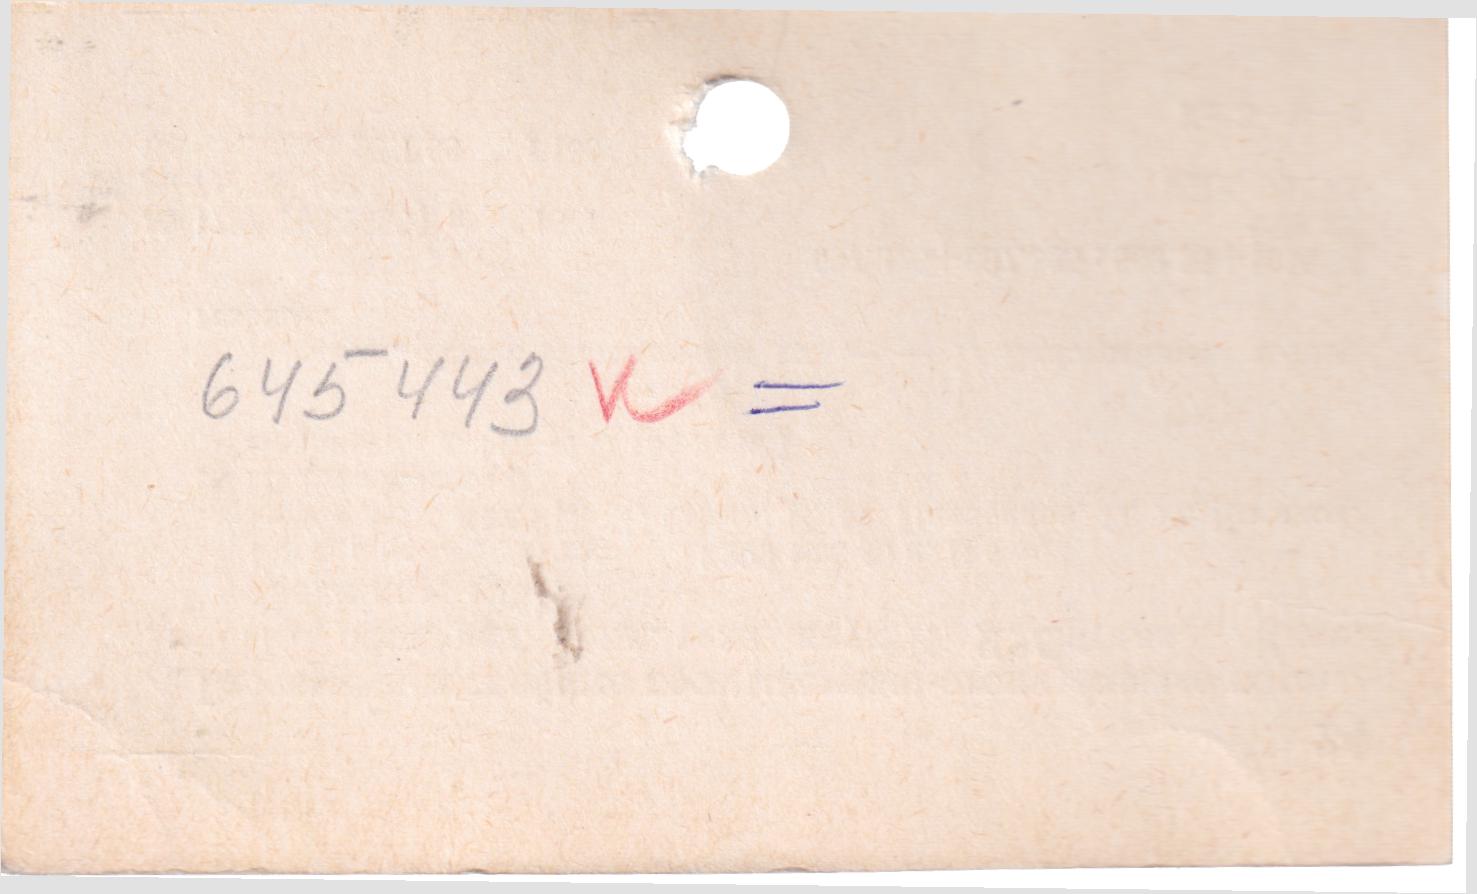 645443 V =